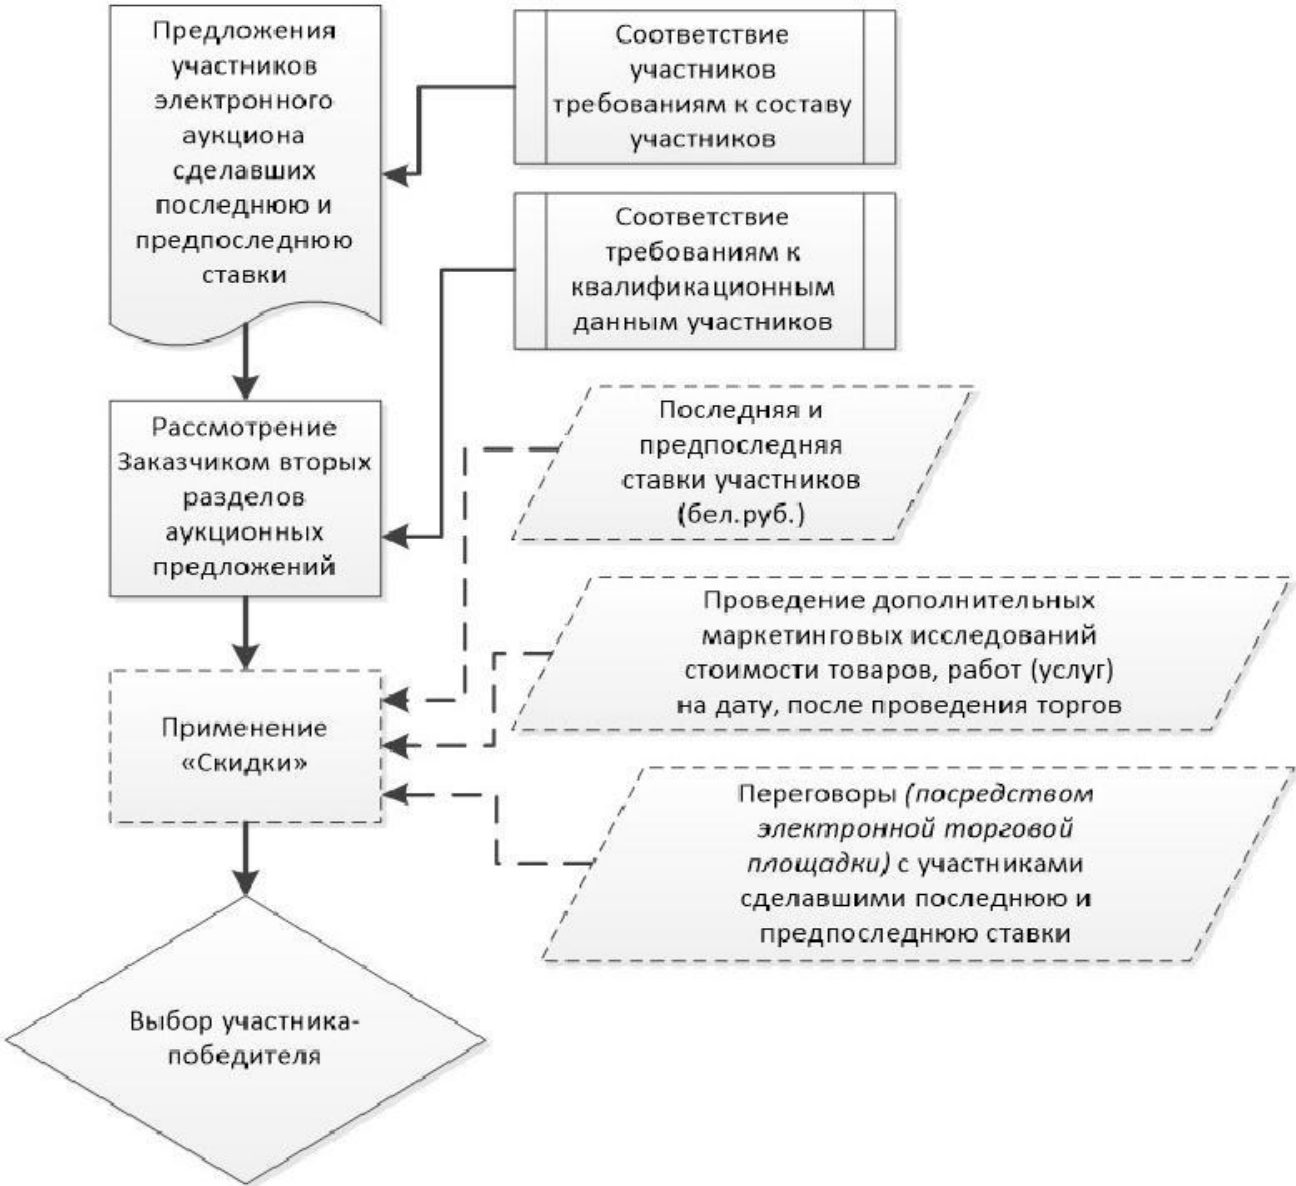 Предложения
участников
электронного
аукциона
сделавших
последнюю и
предпоследнюю
ставки
Соответствие
участников
требованиям к составу
участников
Соответствие
требованиям к
квалификационным
данным участников
Рассмотрение
Заказчиком вторых
разделов
аукционных
предложений
Последняя и
предпоследняя
ставки участников
(бел.руб.)
Проведение дополнительных
маркетинговых исследований
стоимости товаров, работ (услуг)
на дату, после проведения торгов
Применение
«Скидки»
Переговоры (посредством
электронной торговой
площадки) с участниками
сделавшими последнюю и
предпоследнюю ставки
Выбор участника-
победителя